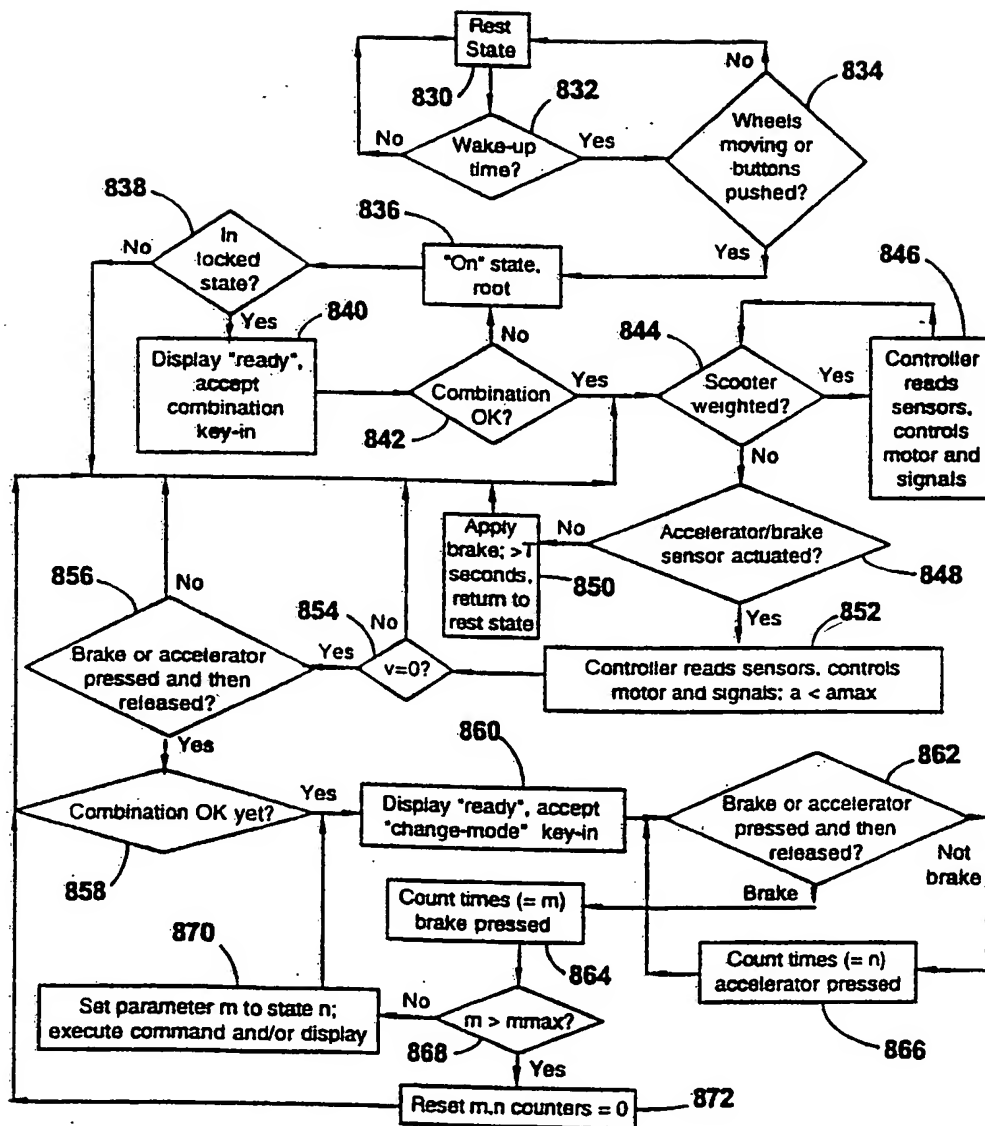 Rest
State
830
832
No
834
No
Wake-up
time?
Yes
Wheels
moving or
buttons
pushed?
838
836
No
In
locked
state?
"On" state,
root
Yes
846
Yes
840
No
844
Display "ready",
accept
combination
key-in
Combination
OK?
842
Yes
Scooter
weighted?
Yes
Controller
reads
sensors,
controls
motor and
signals
No
Apply
brake; >T
seconds,
return to
rest state
No
850
Accelerator/brake
sensor actuated?
848
856
No
854
No
Yes
852
Brake or accelerator
pressed and then
released?
Yes
v=0?
Controller reads sensors, controls
motor and signals; a < amax
Yes
860
862
Combination OK yet?
Yes
858
Display "ready", accept
"change-mode" key-in
Brake or accelerator
pressed and then
released?
Not
brake
Brake
Count times (= m)
brake pressed
864
870
Count times (= n)
accelerator pressed
866
Set parameter m to state n;
execute command and/or display
No
m > mmax?
868
Yes
Reset m,n counters = 0
872